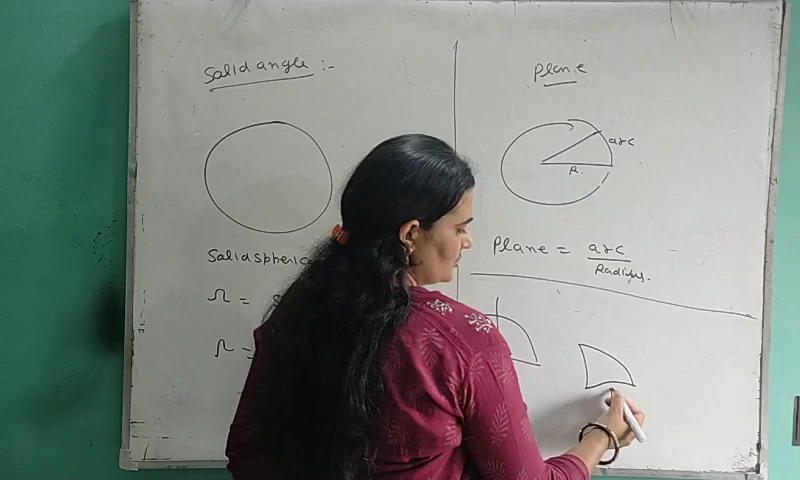 Solid angle :-
Plane
arc
R.
Plane = arc
Radius.
Solid spheric
Ω = S
Ω =